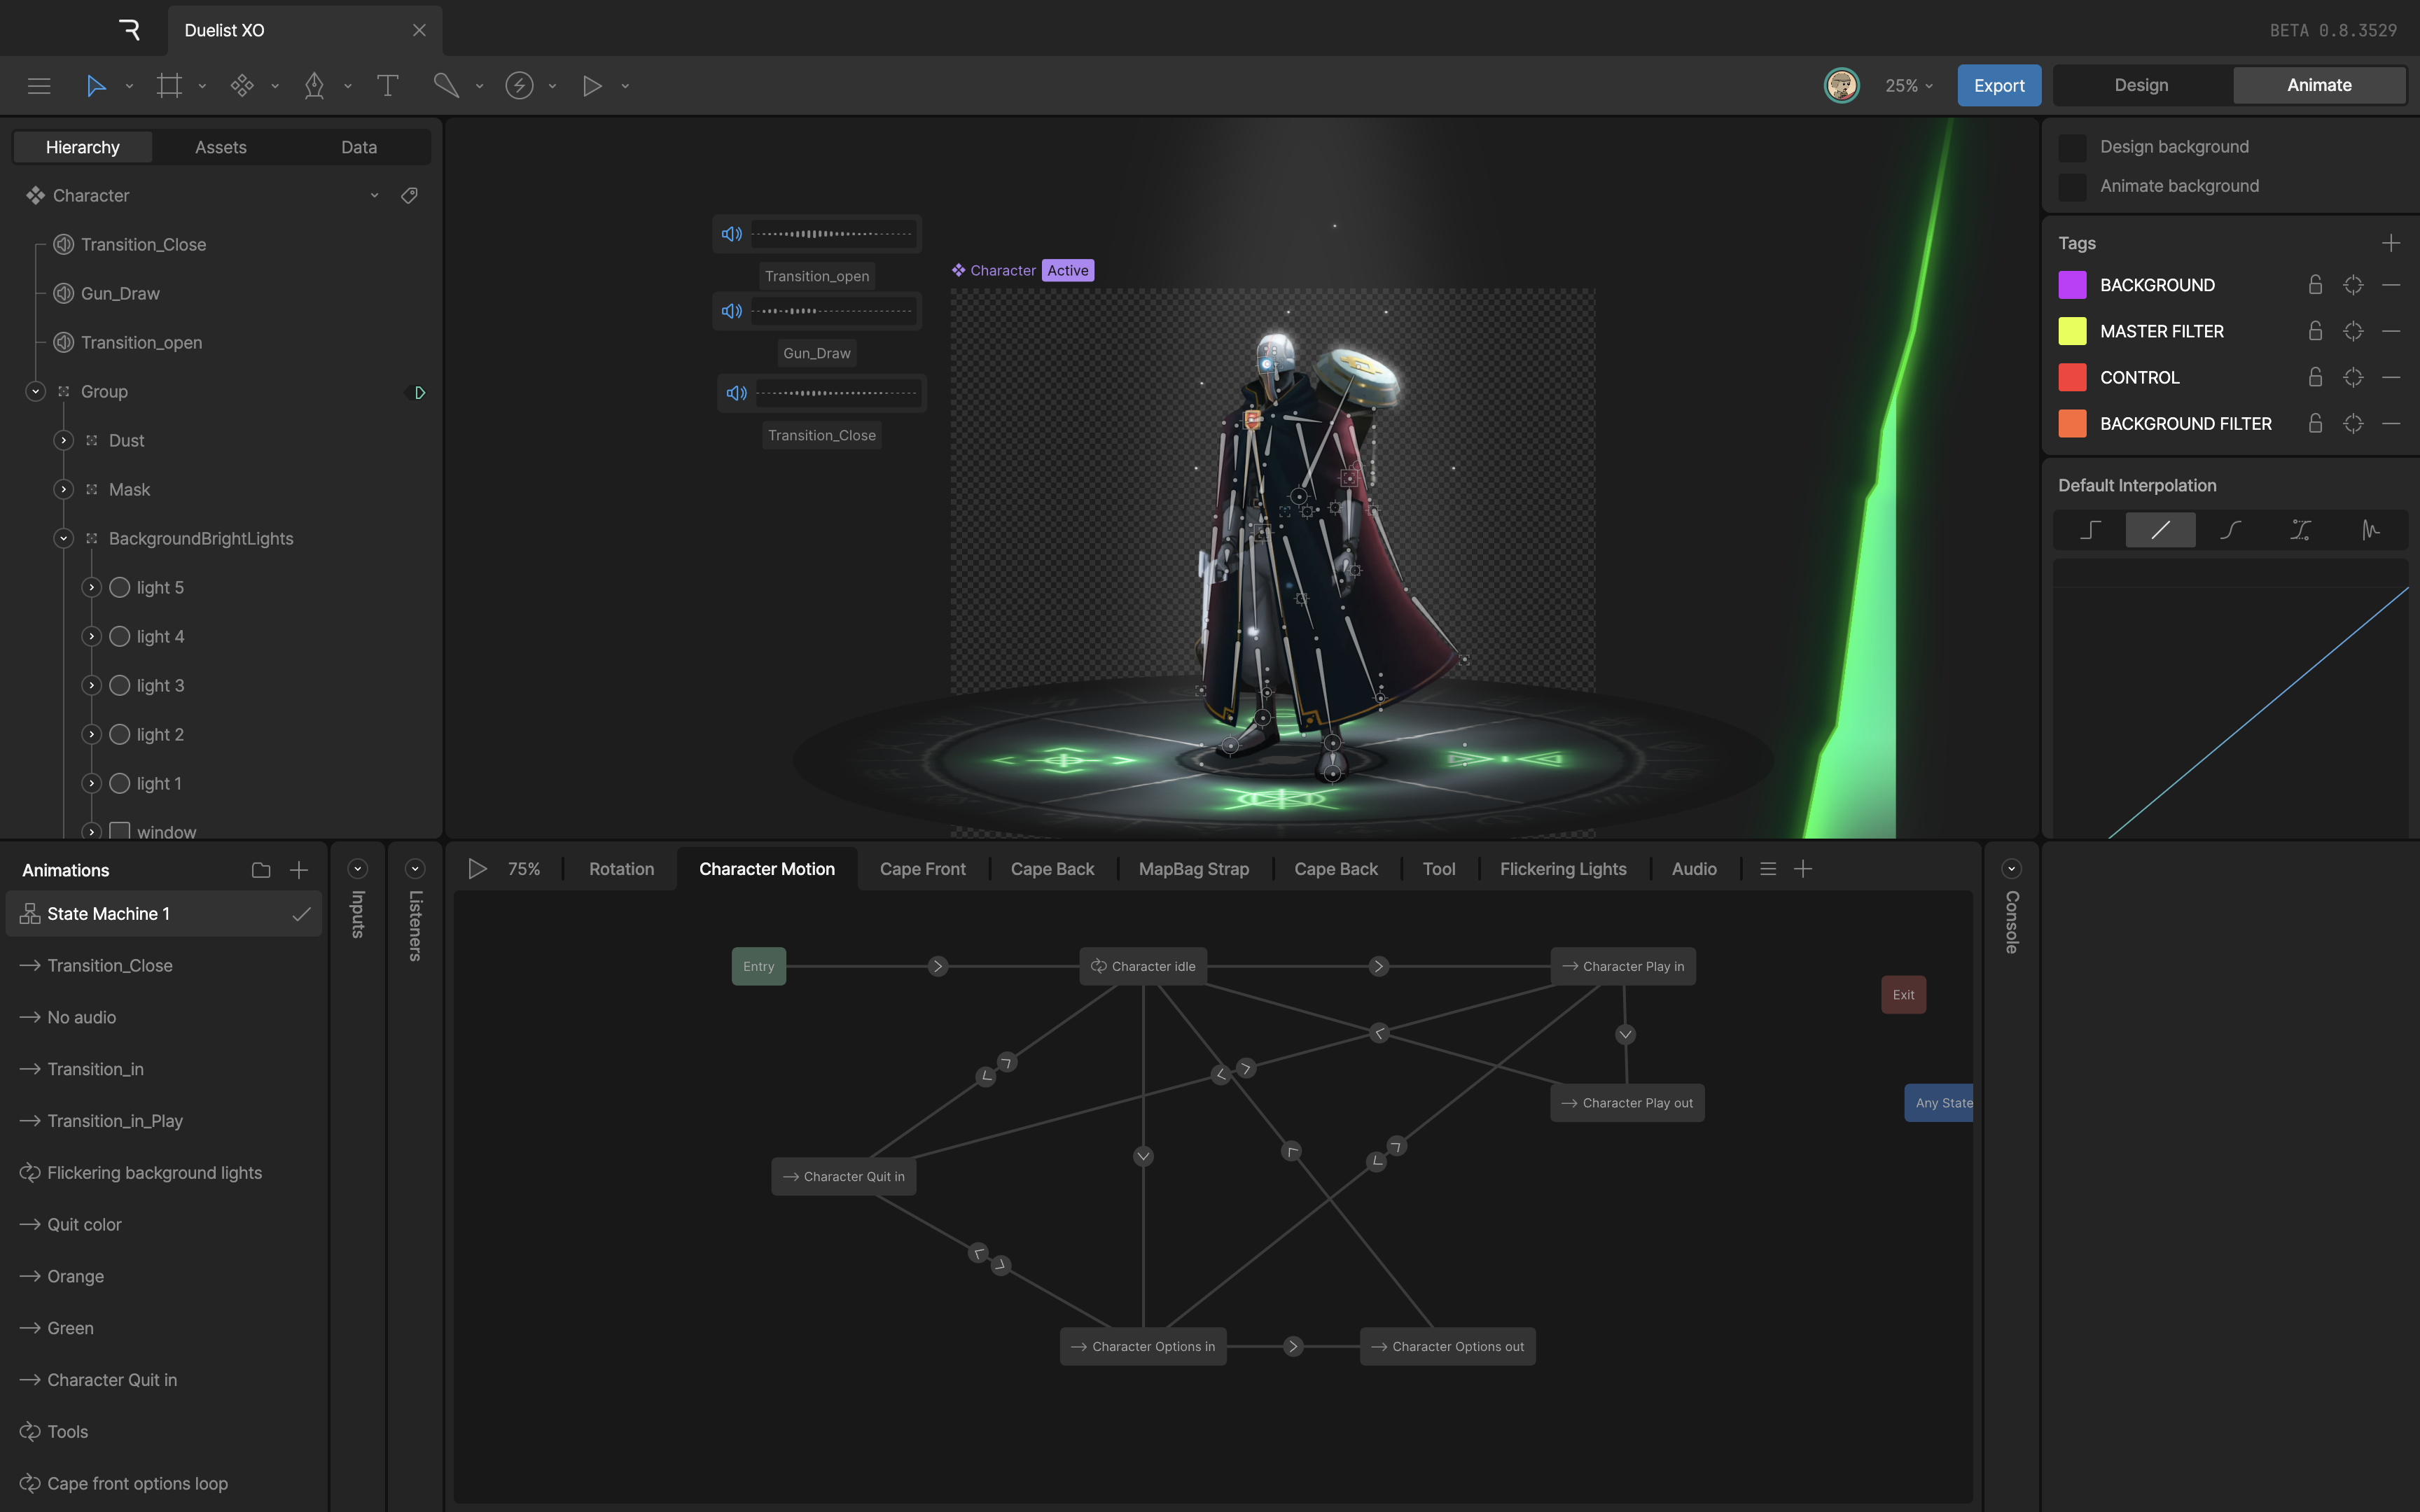 Duelist XO
BETA 0.8.3529
25%
Export
Design
Animate
Hierarchy
Assets
Data
Character
Transition_Close
Gun_Draw
Transition_open
Group
Dust
Mask
BackgroundBrightLights
light 5
light 4
light 3
light 2
light 1
window
Transition_open
Gun_Draw
Transition_Close
Character
Active
Design background
Animate background
Tags
BACKGROUND
MASTER FILTER
CONTROL
BACKGROUND FILTER
Default Interpolation
Animations
State Machine 1
Transition_Close
No audio
Transition_in
Transition_in_Play
Flickering background lights
Quit color
Orange
Green
Character Quit in
Tools
Cape front options loop
Inputs
Listeners
75%
Rotation
Character Motion
Cape Front
Cape Back
MapBag Strap
Cape Back
Tool
Flickering Lights
Audio
Entry
Character idle
Character Play in
Exit
Character Play out
Any State
Character Quit in
Character Options in
Character Options out
Console